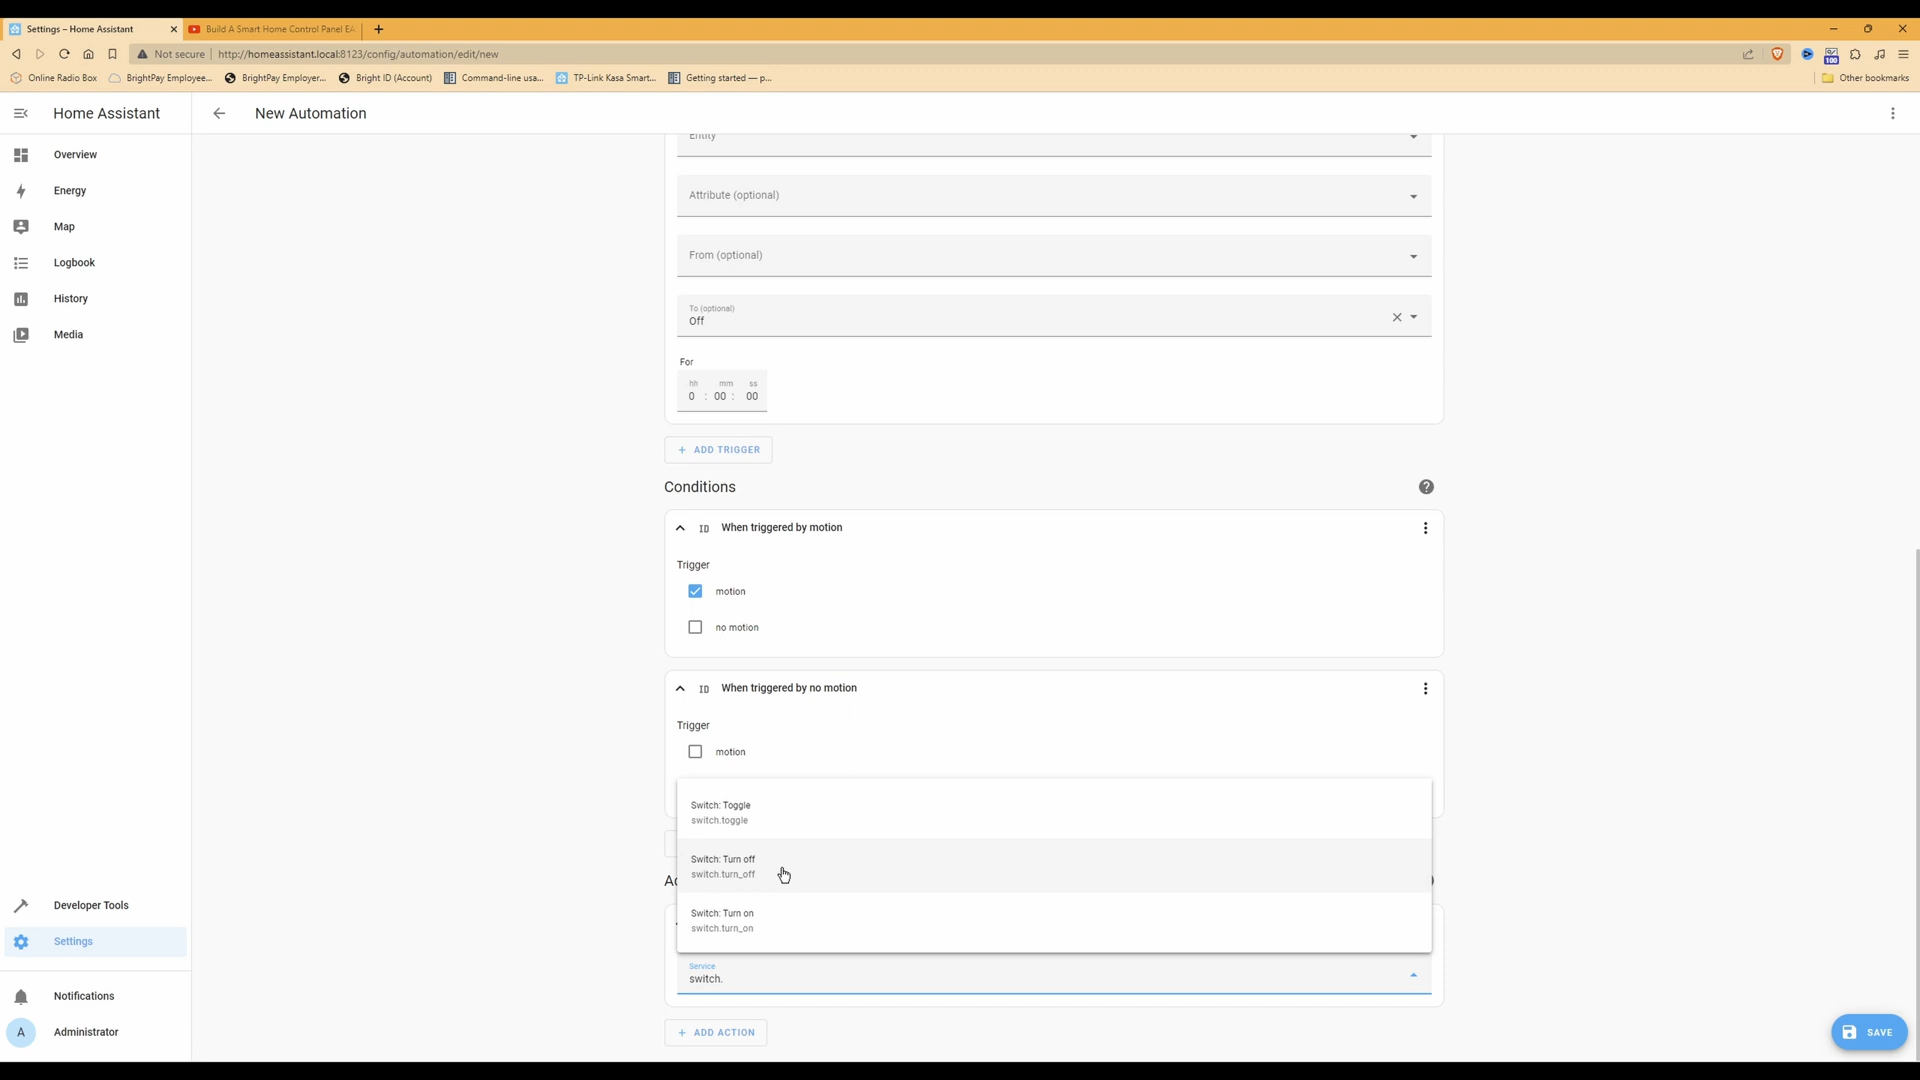 Settings – Home Assistant
Build A Smart Home Control Panel EA
Not secure
http://homeassistant.local:8123/config/automation/edit/new
100
Online Radio Box
BrightPay Employee...
BrightPay Employer...
Bright ID (Account)
Command-line usa...
TP-Link Kasa Smart...
Getting started — p...
Other bookmarks
Home Assistant
New Automation
Overview
Energy
Map
Logbook
History
Media
Developer Tools
Settings
Notifications
A
Administrator
Entity
Attribute (optional)
From (optional)
To (optional)
Off
For
hh mm ss
0 : 00 : 00
+ ADD TRIGGER
Conditions
ID When triggered by motion
Trigger
motion
no motion
ID When triggered by no motion
Trigger
motion
Switch: Toggle
switch.toggle
Switch: Turn off
switch.turn_off
Ac
Switch: Turn on
switch.turn_on
Service
switch.
+ ADD ACTION
SAVE